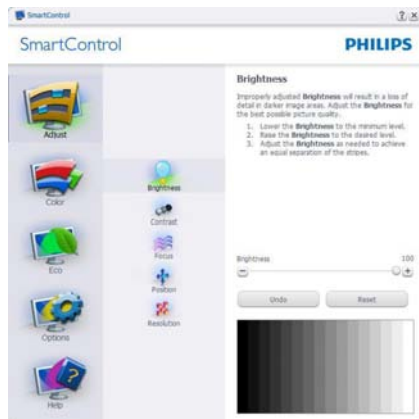 SmartControl
SmartControl
PHILIPS
Adjust
Color
Eco
Options
Help
Brightness
Contrast
Focus
Position
Resolution
Brightness
Improperly adjusted Brightness will result in a loss of
detail in darker image areas. Adjust the Brightness for
the best possible picture quality.
1. Lower the Brightness to the minimum level.
2. Raise the Brightness to the desired level.
3. Adjust the Brightness as needed to achieve
an equal separation of the stripes.
Brightness 100
Undo Reset